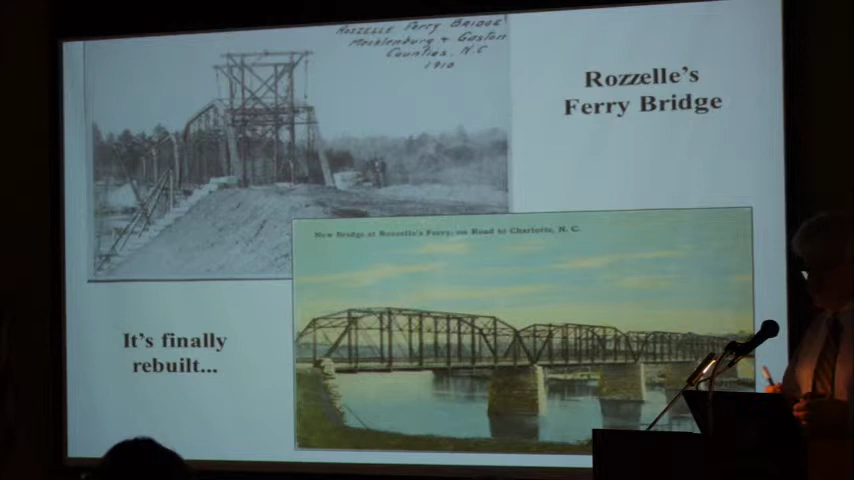 Rozzelle Ferry Bridge
Mecklenburg & Gaston
Counties, N.C.
1910
Rozzelle's
Ferry Bridge
New Bridge at Rozzelle's Ferry, on Road to Charlotte, N. C.
It's finally
rebuilt...